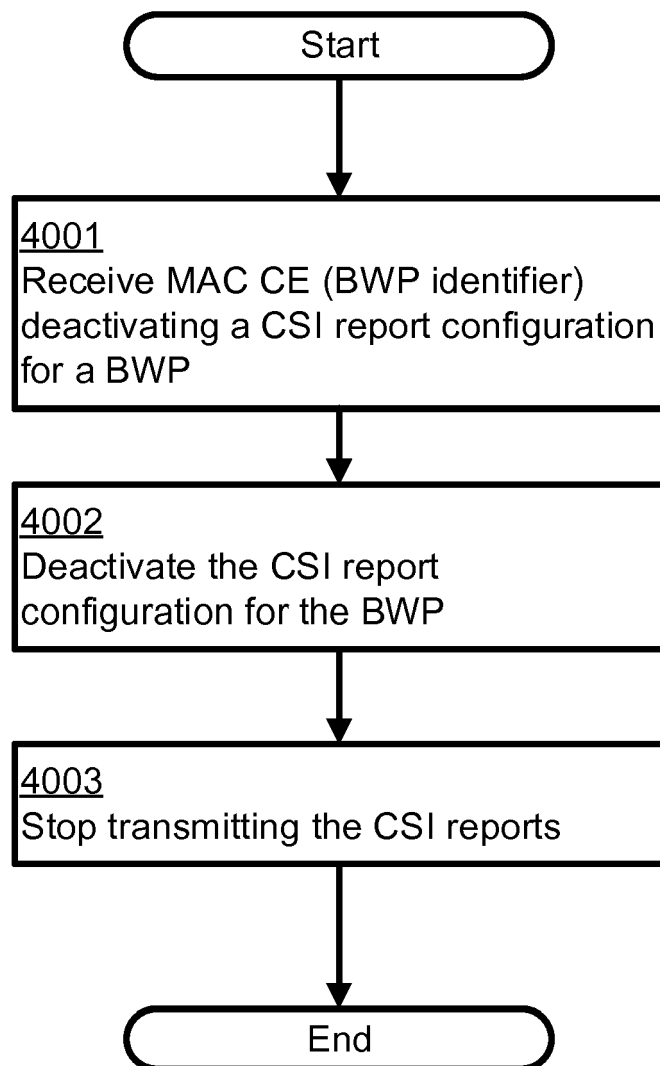 Start
4001
Receive MAC CE (BWP identifier)
deactivating a CSI report configuration
for a BWP
4002
Deactivate the CSI report
configuration for the BWP
4003
Stop transmitting the CSI reports
End